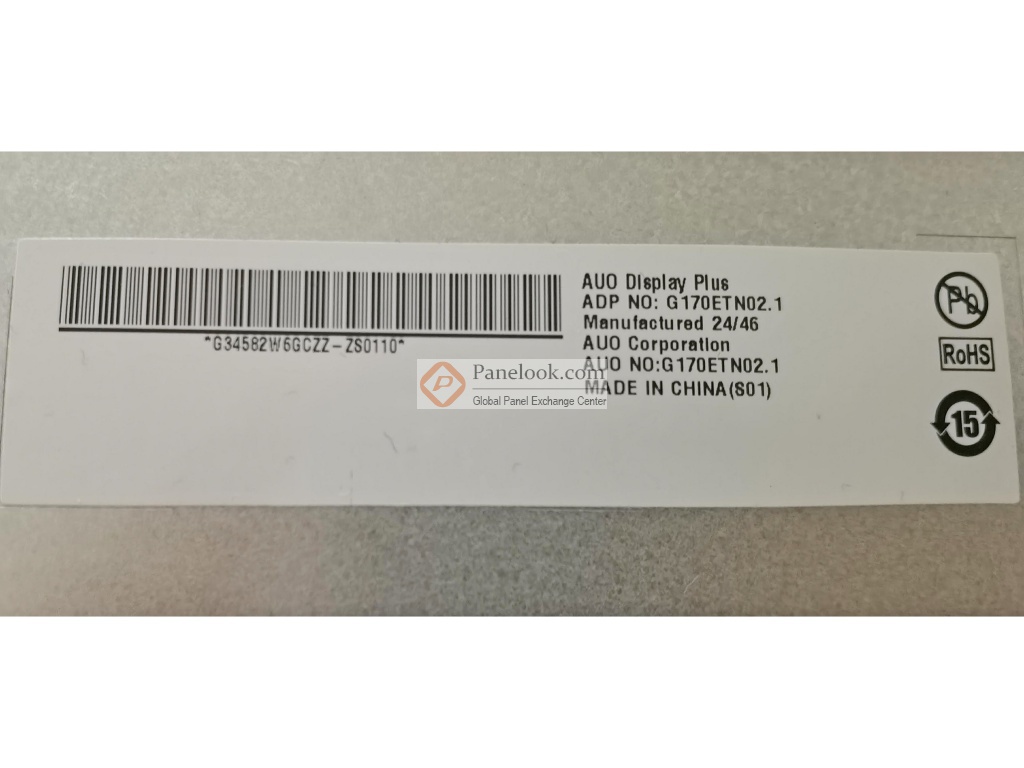 AUO Display Plus
ADP NO: G170ETN02.1
Manufactured 24/46
*G34582W6GCZZ-ZS0110*
AUO Corporation
AUO NO:G170ETN02.1
MADE IN CHINA(S01)
Pb
RoHS
15
Panelook.com
Global Panel Exchange Center